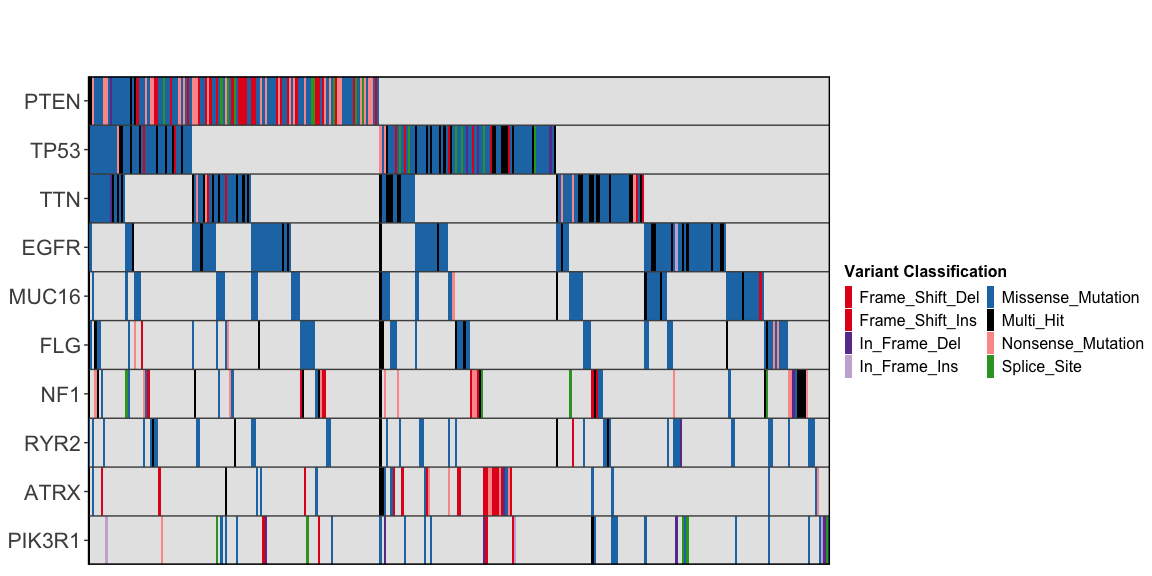 PTEN
TP53
TTN
EGFR
MUC16
FLG
NF1
RYR2
ATRX
PIK3R1
Variant Classification
Frame_Shift_Del Missense_Mutation
Frame_Shift_Ins Multi_Hit
In_Frame_Del Nonsense_Mutation
In_Frame_Ins Splice_Site